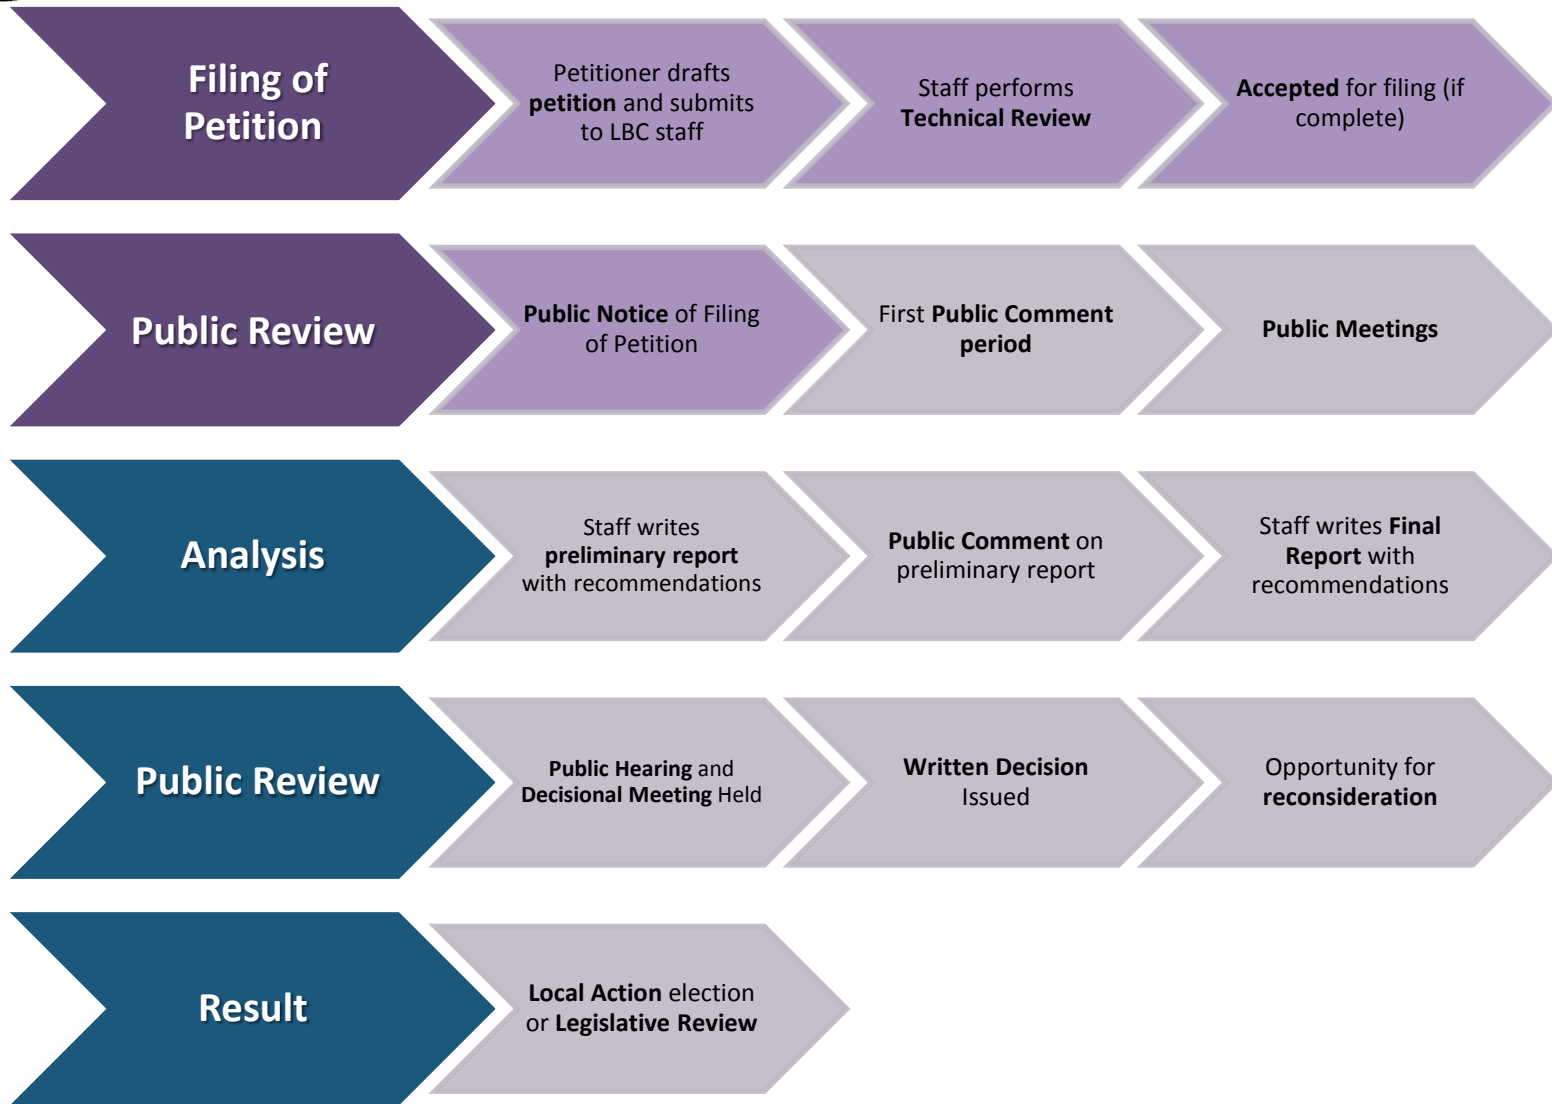 Filing of
Petition
Petitioner drafts
petition and submits
to LBC staff
Staff performs
Technical Review
Accepted for filing (if
complete)
Public Review
Public Notice of Filing
of Petition
First Public Comment
period
Public Meetings
Analysis
Staff writes
preliminary report
with recommendations
Public Comment on
preliminary report
Staff writes Final
Report with
recommendations
Public Review
Public Hearing and
Decisional Meeting Held
Written Decision
Issued
Opportunity for
reconsideration
Result
Local Action election
or Legislative Review